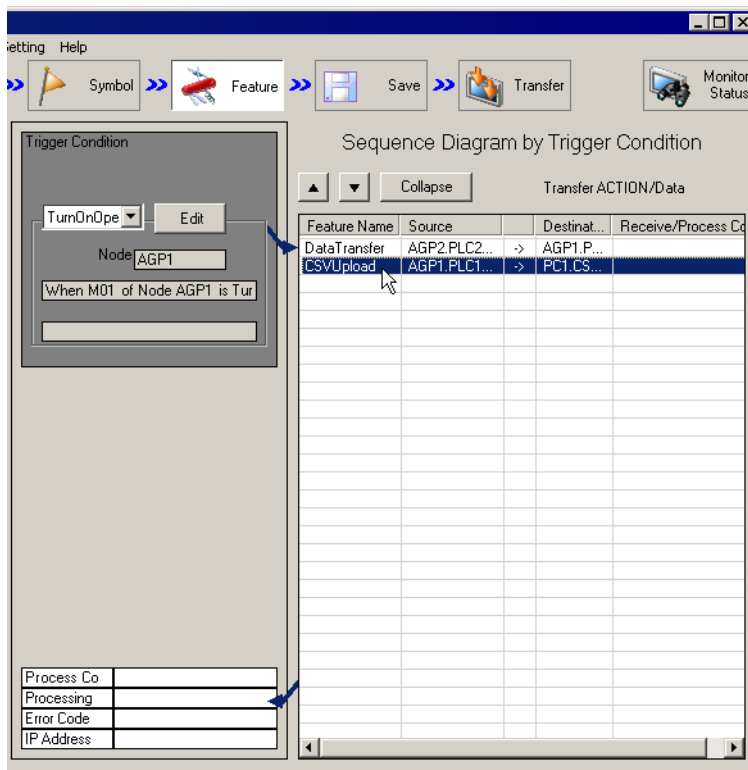 Setting Help
Symbol Feature Save Transfer Monitor Status
Trigger Condition
TurnOnOpe Edit
Node AGP1
When M01 of Node AGP1 is Tur
Process Co
Processing
Error Code
IP Address
Sequence Diagram by Trigger Condition
Collapse Transfer ACTION/Data
Feature Name Source Destinat... Receive/Process Co
DataTransfer AGP2.PLC2... -> AGP1.P...
CSVUpload AGP1.PLC1... -> PC1.CS...